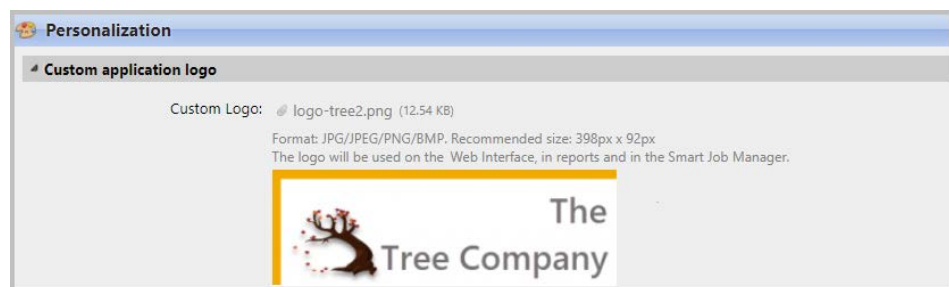 Personalization
Custom application logo
Custom Logo: logo-tree2.png (12.54 KB)
Format: JPG/JPEG/PNG/BMP. Recommended size: 398px x 92px
The logo will be used on the Web Interface, in reports and in the Smart Job Manager.
The
Tree Company